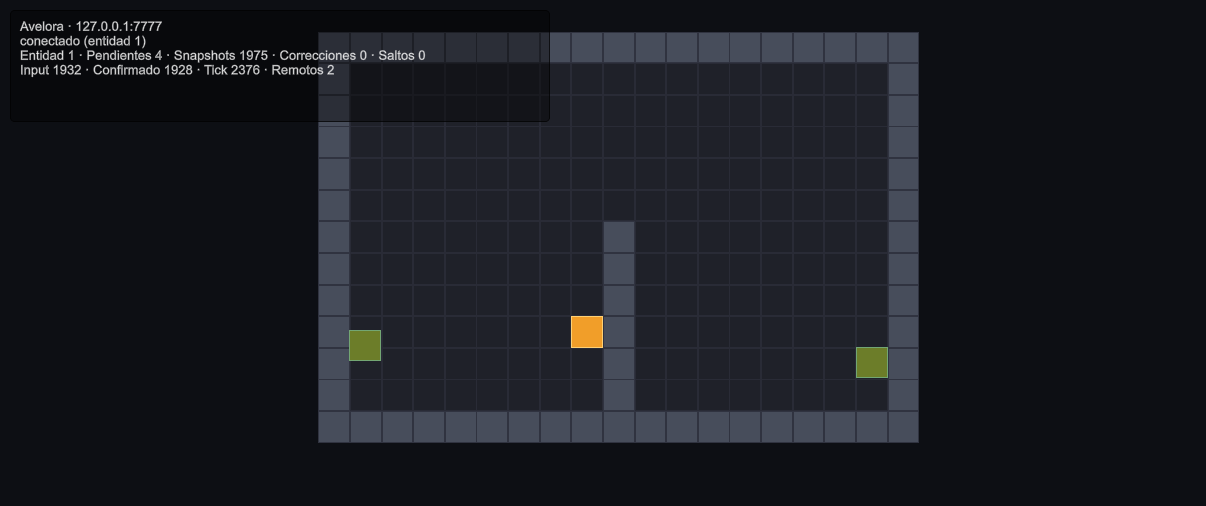 Avelora · 127.0.0.1:7777
conectado (entidad 1)
Entidad 1 · Pendientes 4 · Snapshots 1975 · Correcciones 0 · Saltos 0
Input 1932 · Confirmado 1928 · Tick 2376 · Remotos 2